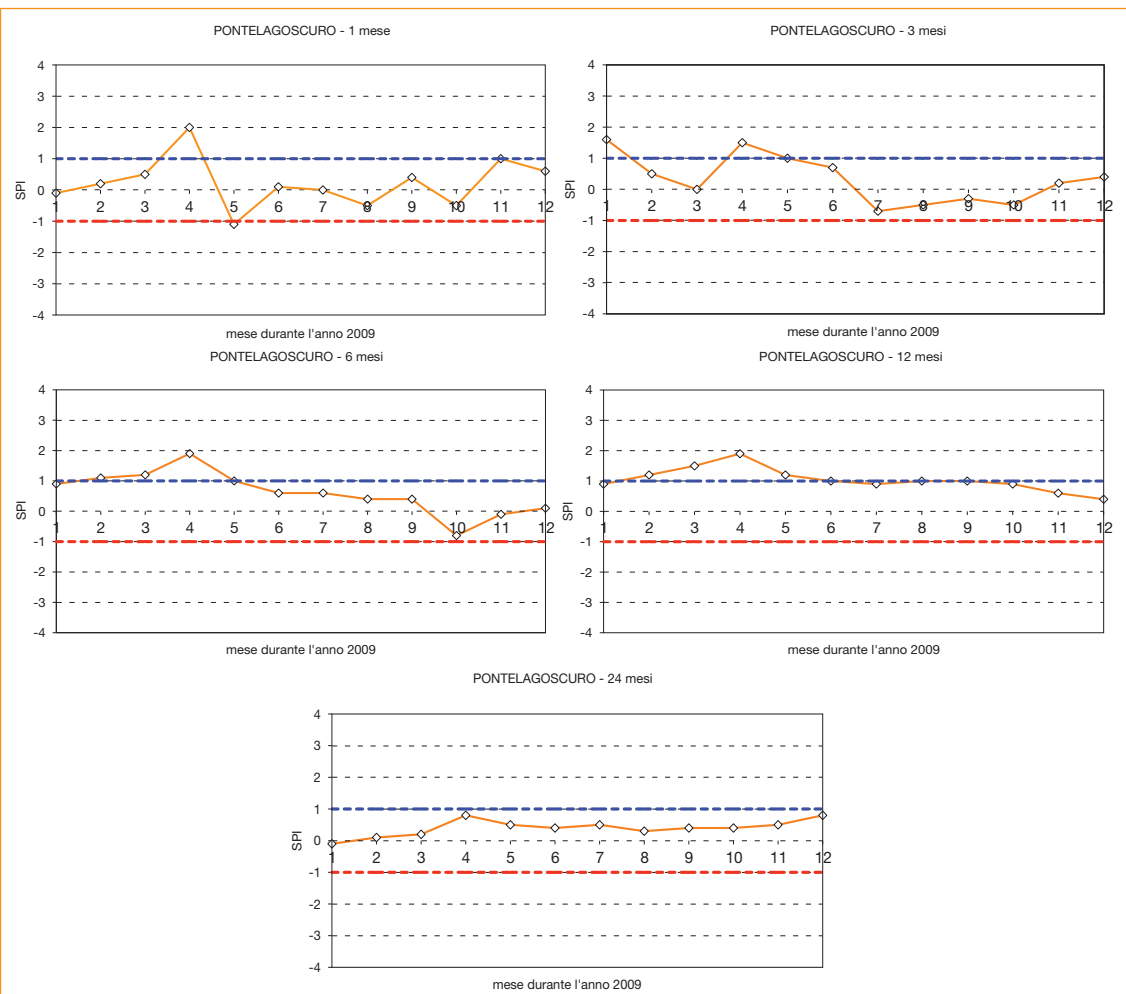 PONTELAGOSCURO - 1 mese
4
3
2
1
0
-1
-2
-3
-4
SPI
1 2 3 4 5 6 7 8 9 10 11 12
mese durante l'anno 2009
PONTELAGOSCURO - 3 mesi
4
3
2
1
0
-1
-2
-3
-4
SPI
1 2 3 4 5 6 7 8 9 10 11 12
mese durante l'anno 2009
PONTELAGOSCURO - 6 mesi
4
3
2
1
0
-1
-2
-3
-4
SPI
1 2 3 4 5 6 7 8 9 10 11 12
mese durante l'anno 2009
PONTELAGOSCURO - 12 mesi
4
3
2
1
0
-1
-2
-3
-4
SPI
1 2 3 4 5 6 7 8 9 10 11 12
mese durante l'anno 2009
PONTELAGOSCURO - 24 mesi
4
3
2
1
0
-1
-2
-3
-4
SPI
1 2 3 4 5 6 7 8 9 10 11 12
mese durante l'anno 2009